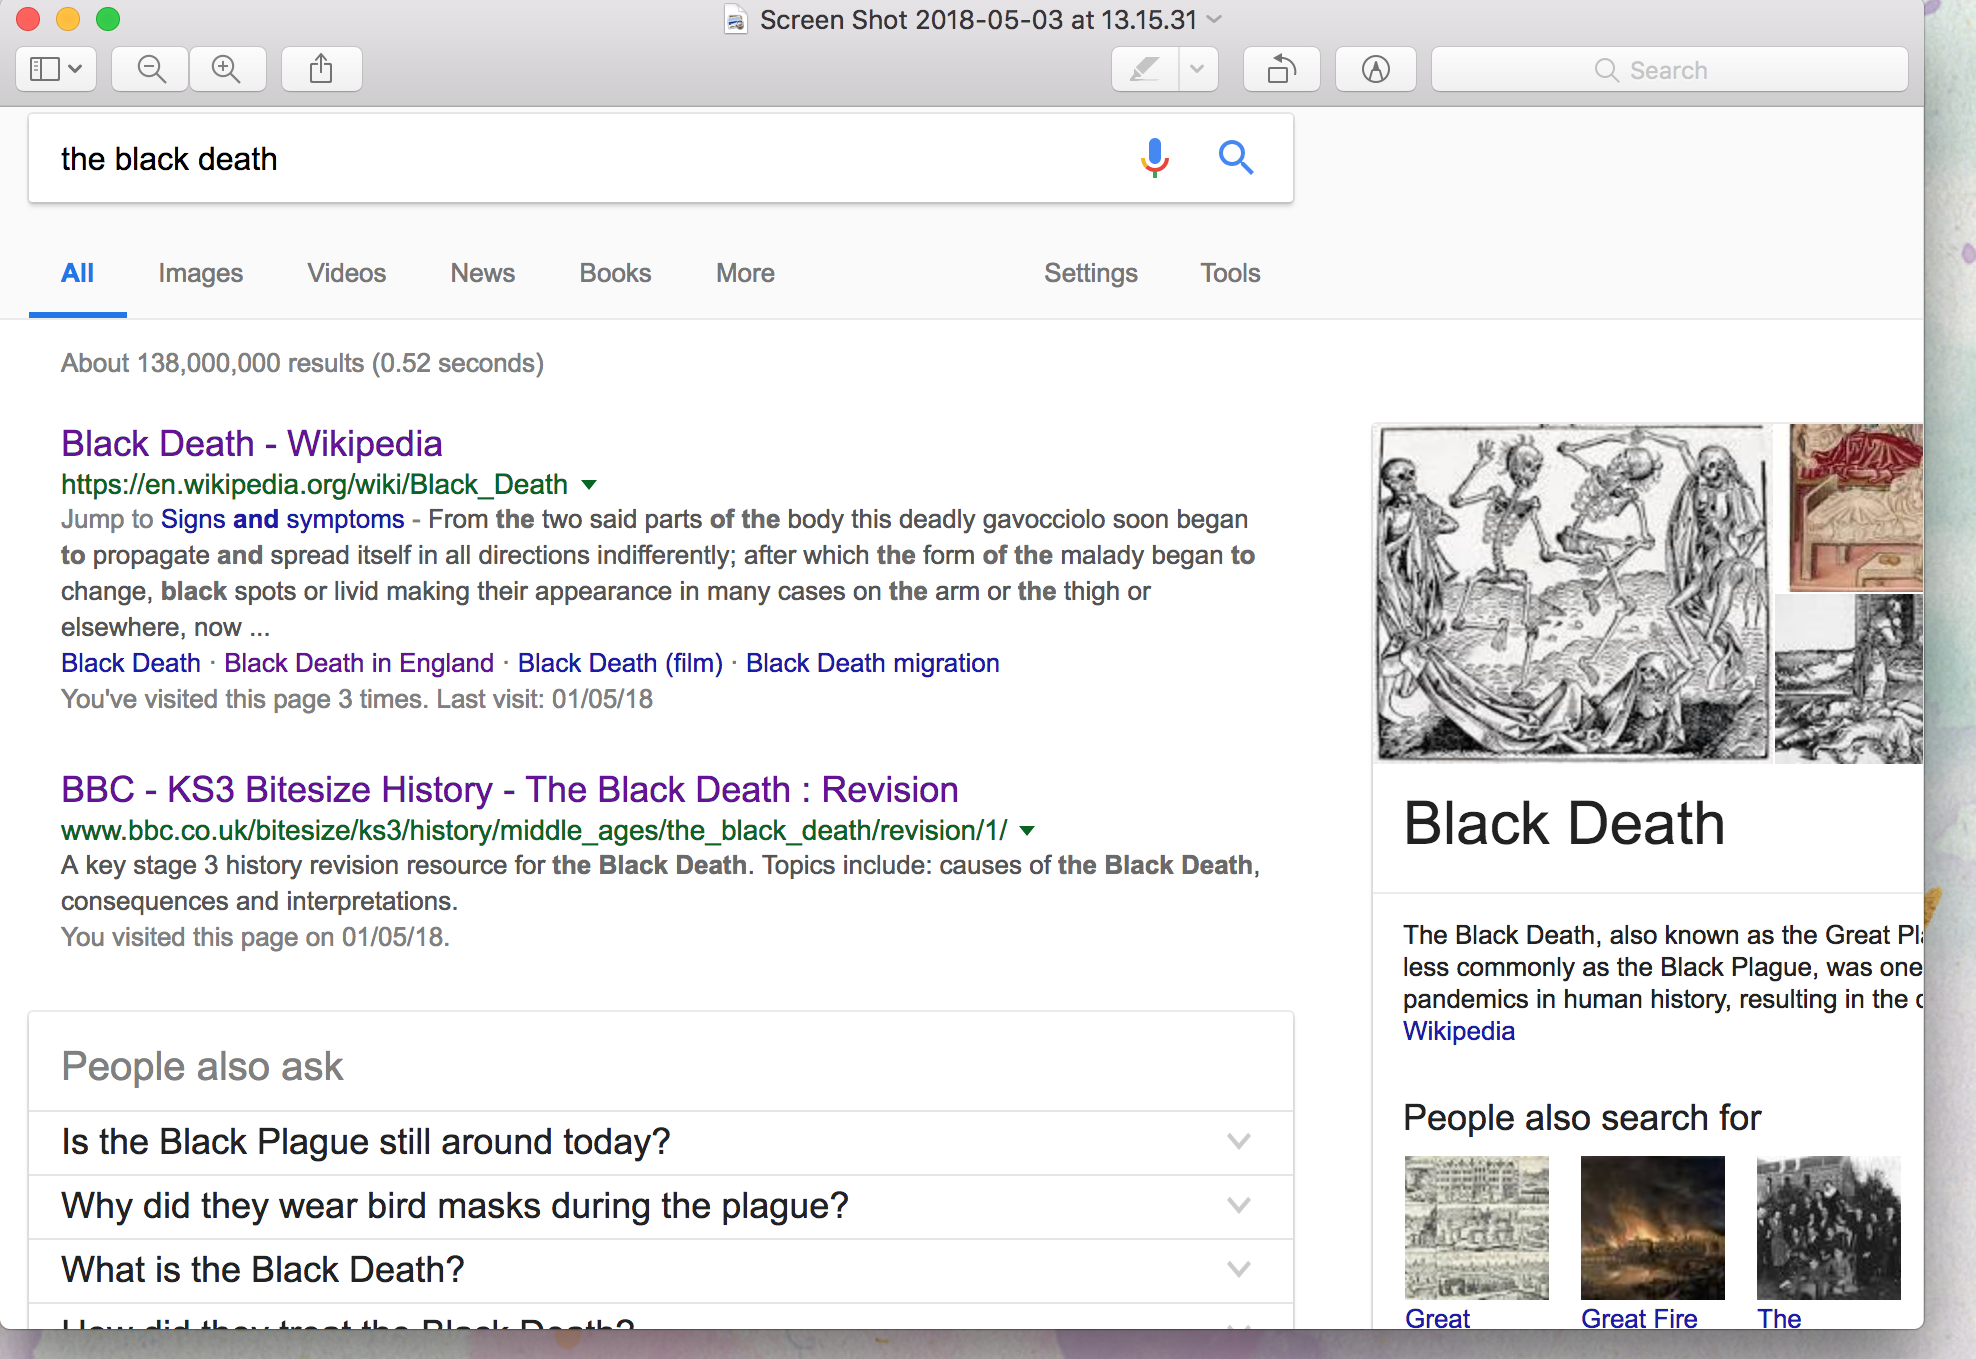 Screen Shot 2018-05-03 at 13.15.31
Search
the black death
All Images Videos News Books More Settings Tools
About 138,000,000 results (0.52 seconds)
Black Death - Wikipedia
https://en.wikipedia.org/wiki/Black_Death
Jump to Signs and symptoms - From the two said parts of the body this deadly gavocciolo soon began
to propagate and spread itself in all directions indifferently; after which the form of the malady began to
change, black spots or livid making their appearance in many cases on the arm or the thigh or
elsewhere, now ...
Black Death · Black Death in England · Black Death (film) · Black Death migration
You've visited this page 3 times. Last visit: 01/05/18
BBC - KS3 Bitesize History - The Black Death : Revision
www.bbc.co.uk/bitesize/ks3/history/middle_ages/the_black_death/revision/1/
A key stage 3 history revision resource for the Black Death. Topics include: causes of the Black Death,
consequences and interpretations.
You visited this page on 01/05/18.
People also ask
Is the Black Plague still around today?
Why did they wear bird masks during the plague?
What is the Black Death?
How did they treat the Black Death?
Black Death
The Black Death, also known as the Great
less commonly as the Black Plague, was one
pandemics in human history, resulting in the
Wikipedia
People also search for
Great Great Fire The